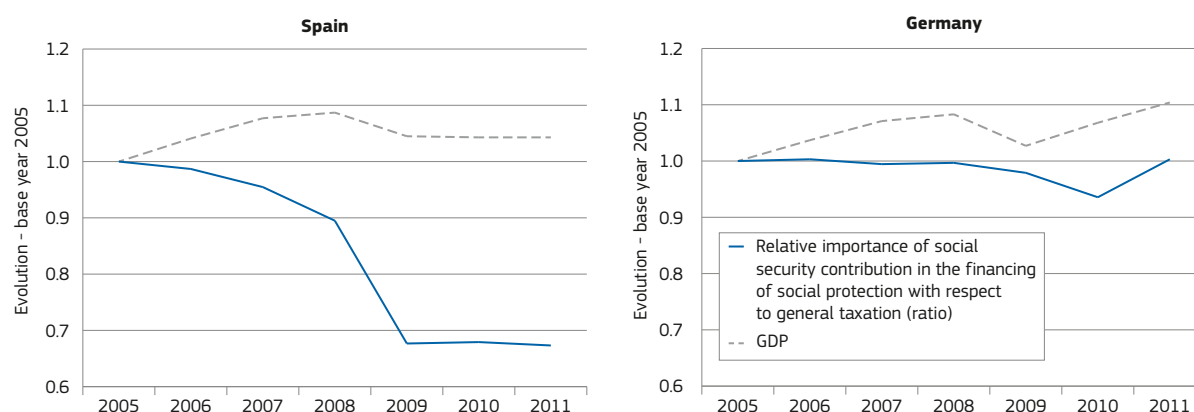 Spain
Evolution - base year 2005
1.2
1.1
1.0
0.9
0.8
0.7
0.6
2005 2006 2007 2008 2009 2010 2011
Germany
Evolution - base year 2005
1.2
1.1
1.0
0.9
0.8
0.7
0.6
Relative importance of social
security contribution in the financing
of social protection with respect
to general taxation (ratio)
GDP
2005 2006 2007 2008 2009 2010 2011